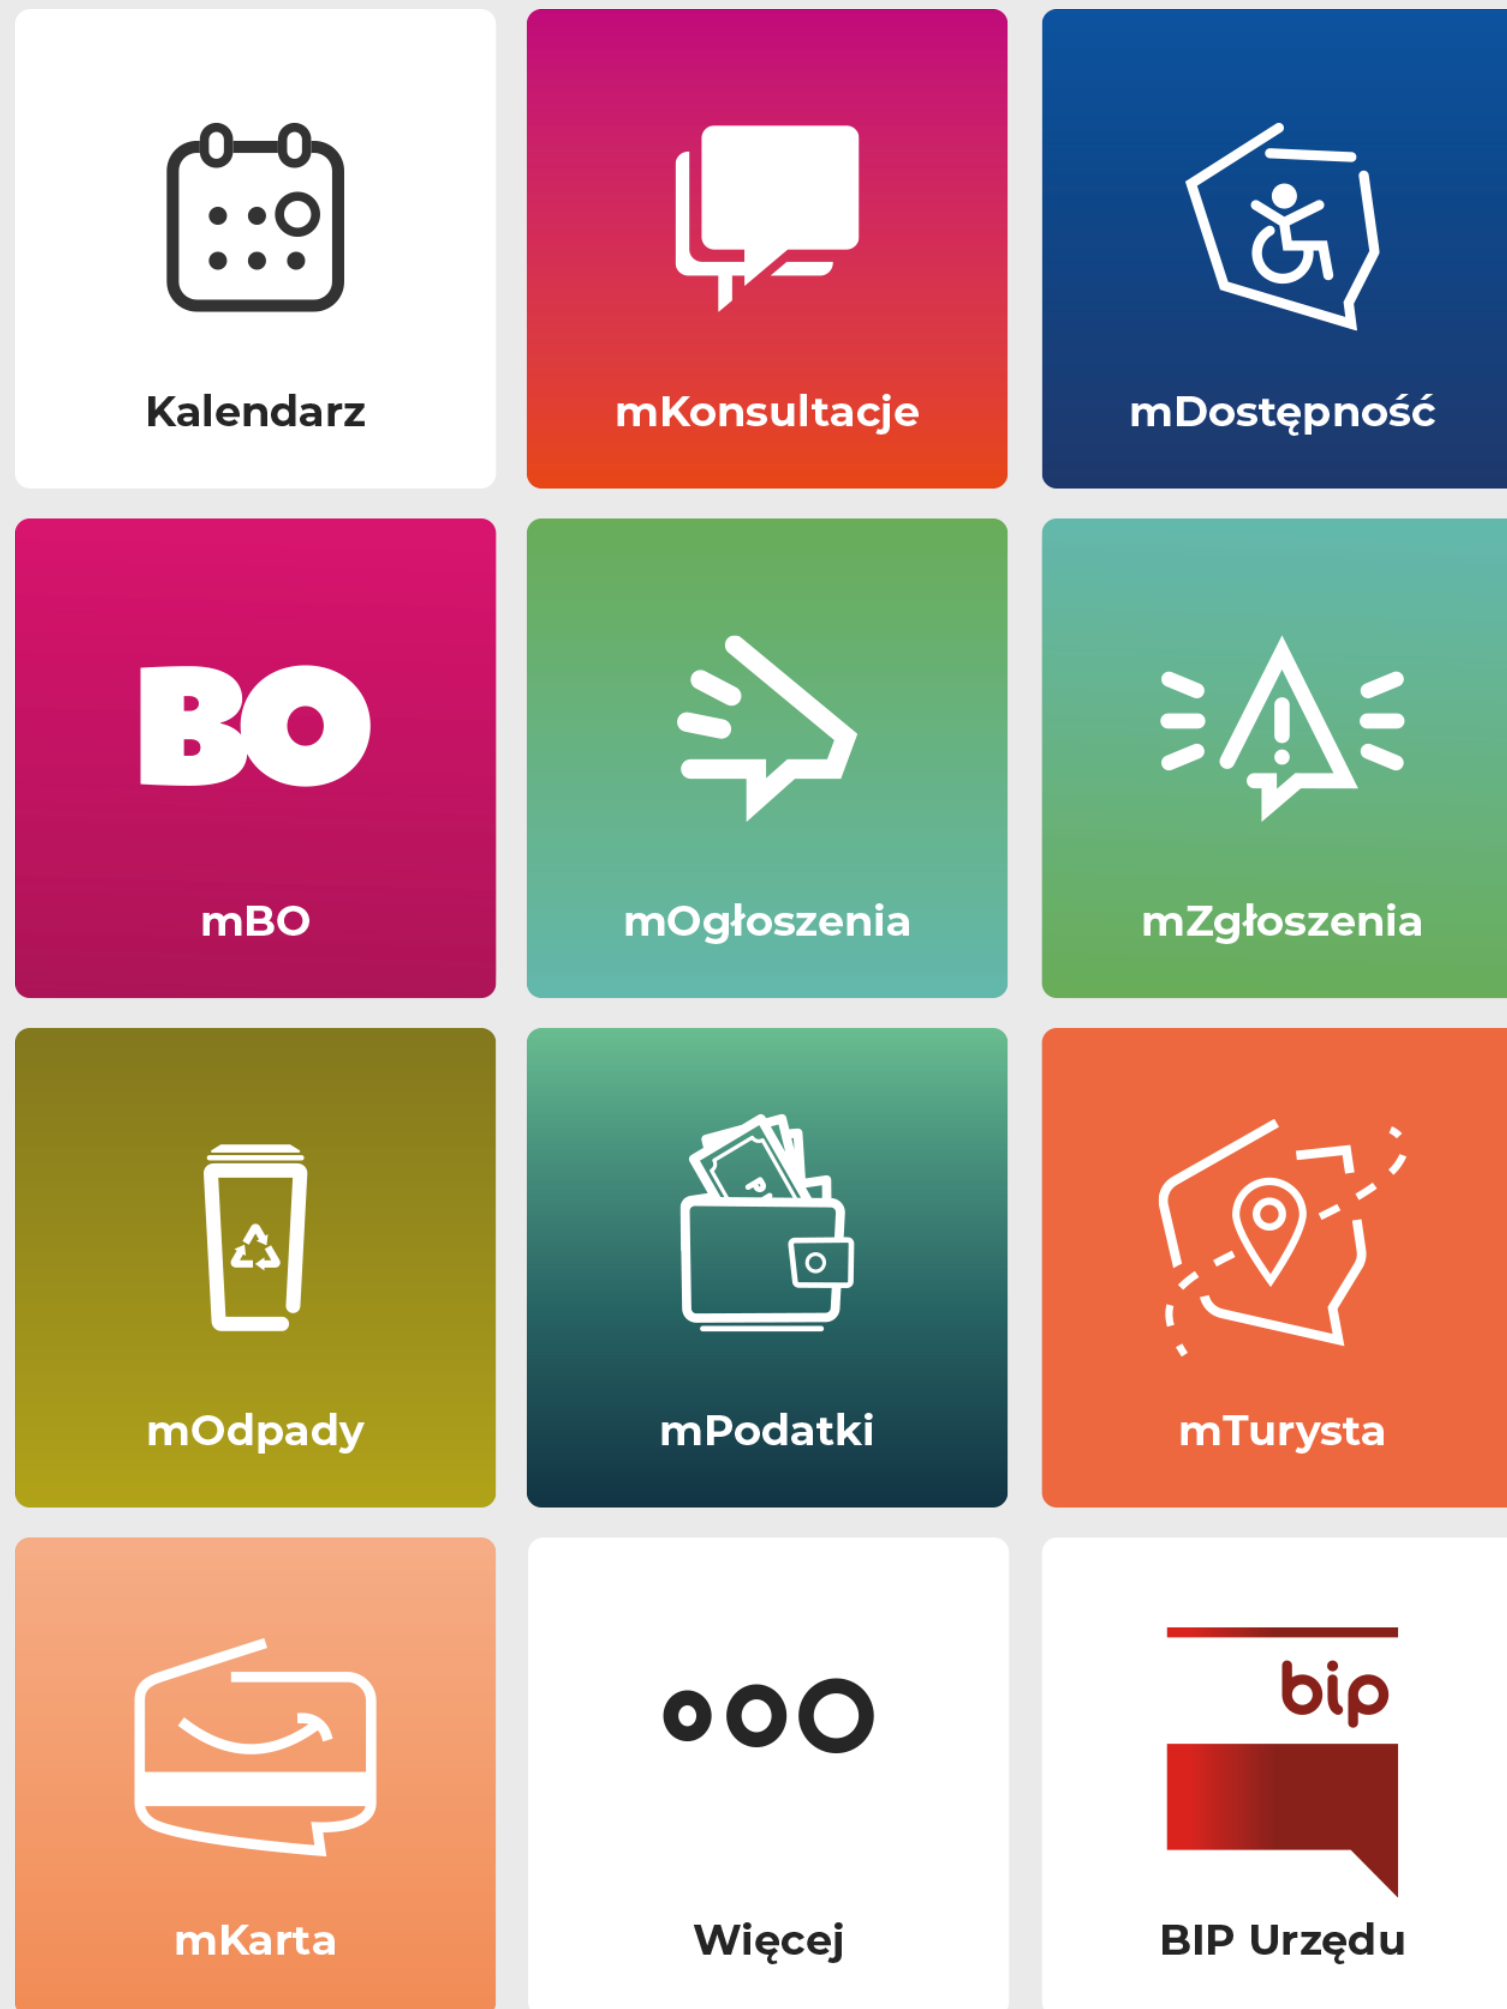 Kalendarz
mKonsultacje
mDostępność
BO
mBO
mOgłoszenia
mZgłoszenia
mOdpady
mPodatki
mTurysta
mKarta
Więcej
bip
BIP Urzędu